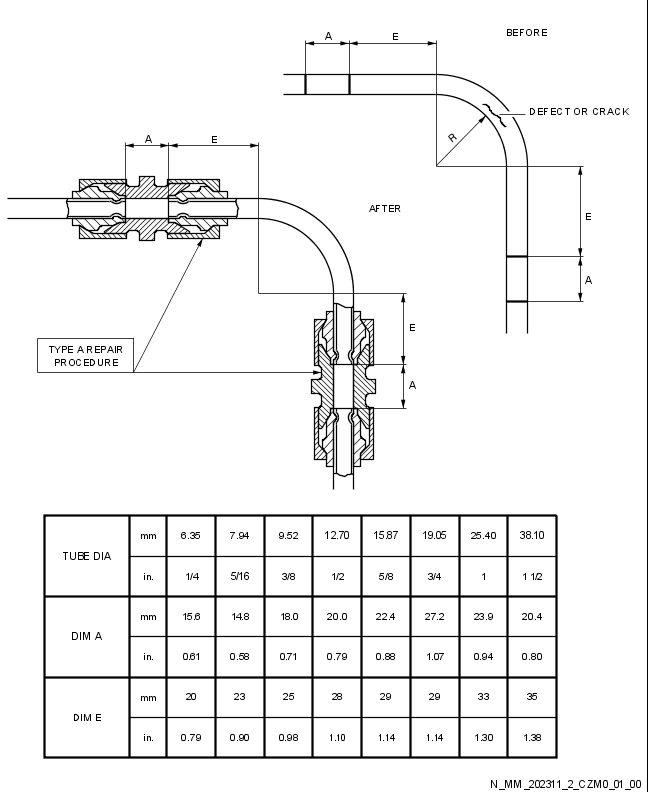 BEFORE
A E
DEFECT OR CRACK
R
A E
AFTER
E
A
E
A
TYPE A REPAIR
PROCEDURE
TUBE DIA mm 6.35 7.94 9.52 12.70 15.87 19.05 25.40 38.10
in. 1/4 5/16 3/8 1/2 5/8 3/4 1 1 1/2
DIM A mm 15.6 14.8 18.0 20.0 22.4 27.2 23.9 20.4
in. 0.61 0.58 0.71 0.79 0.88 1.07 0.94 0.80
DIM E mm 20 23 25 28 29 29 33 35
in. 0.79 0.90 0.98 1.10 1.14 1.14 1.30 1.38
N_MM_202311_2_CZM0_01_00